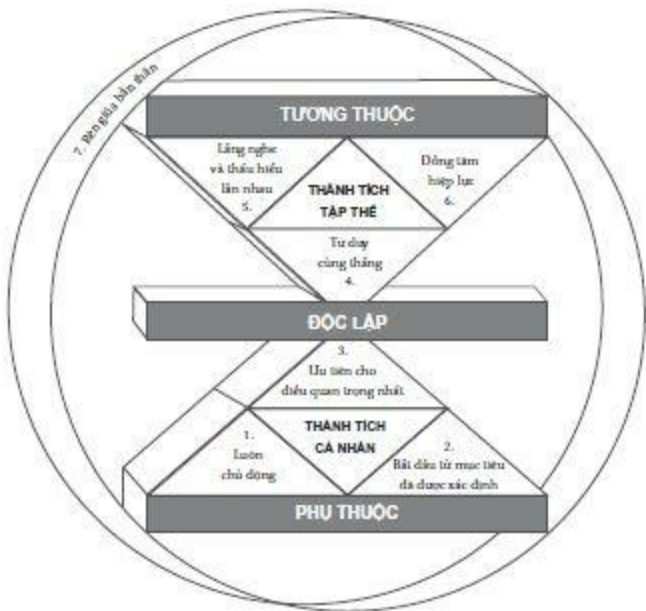 7. Rèn giũa bản thân
TƯƠNG THUỘC
Lắng nghe
và thấu hiểu
lẫn nhau
5.
THÀNH TÍCH
TẬP THỂ
Đồng tâm
hiệp lực
6.
Tư duy
cùng thắng
4.
ĐỘC LẬP
3.
Ưu tiên cho
điều quan trọng nhất
THÀNH TÍCH
CÁ NHÂN
1.
Luôn
chủ động
2.
Bắt đầu từ mục tiêu
đã được xác định
PHỤ THUỘC